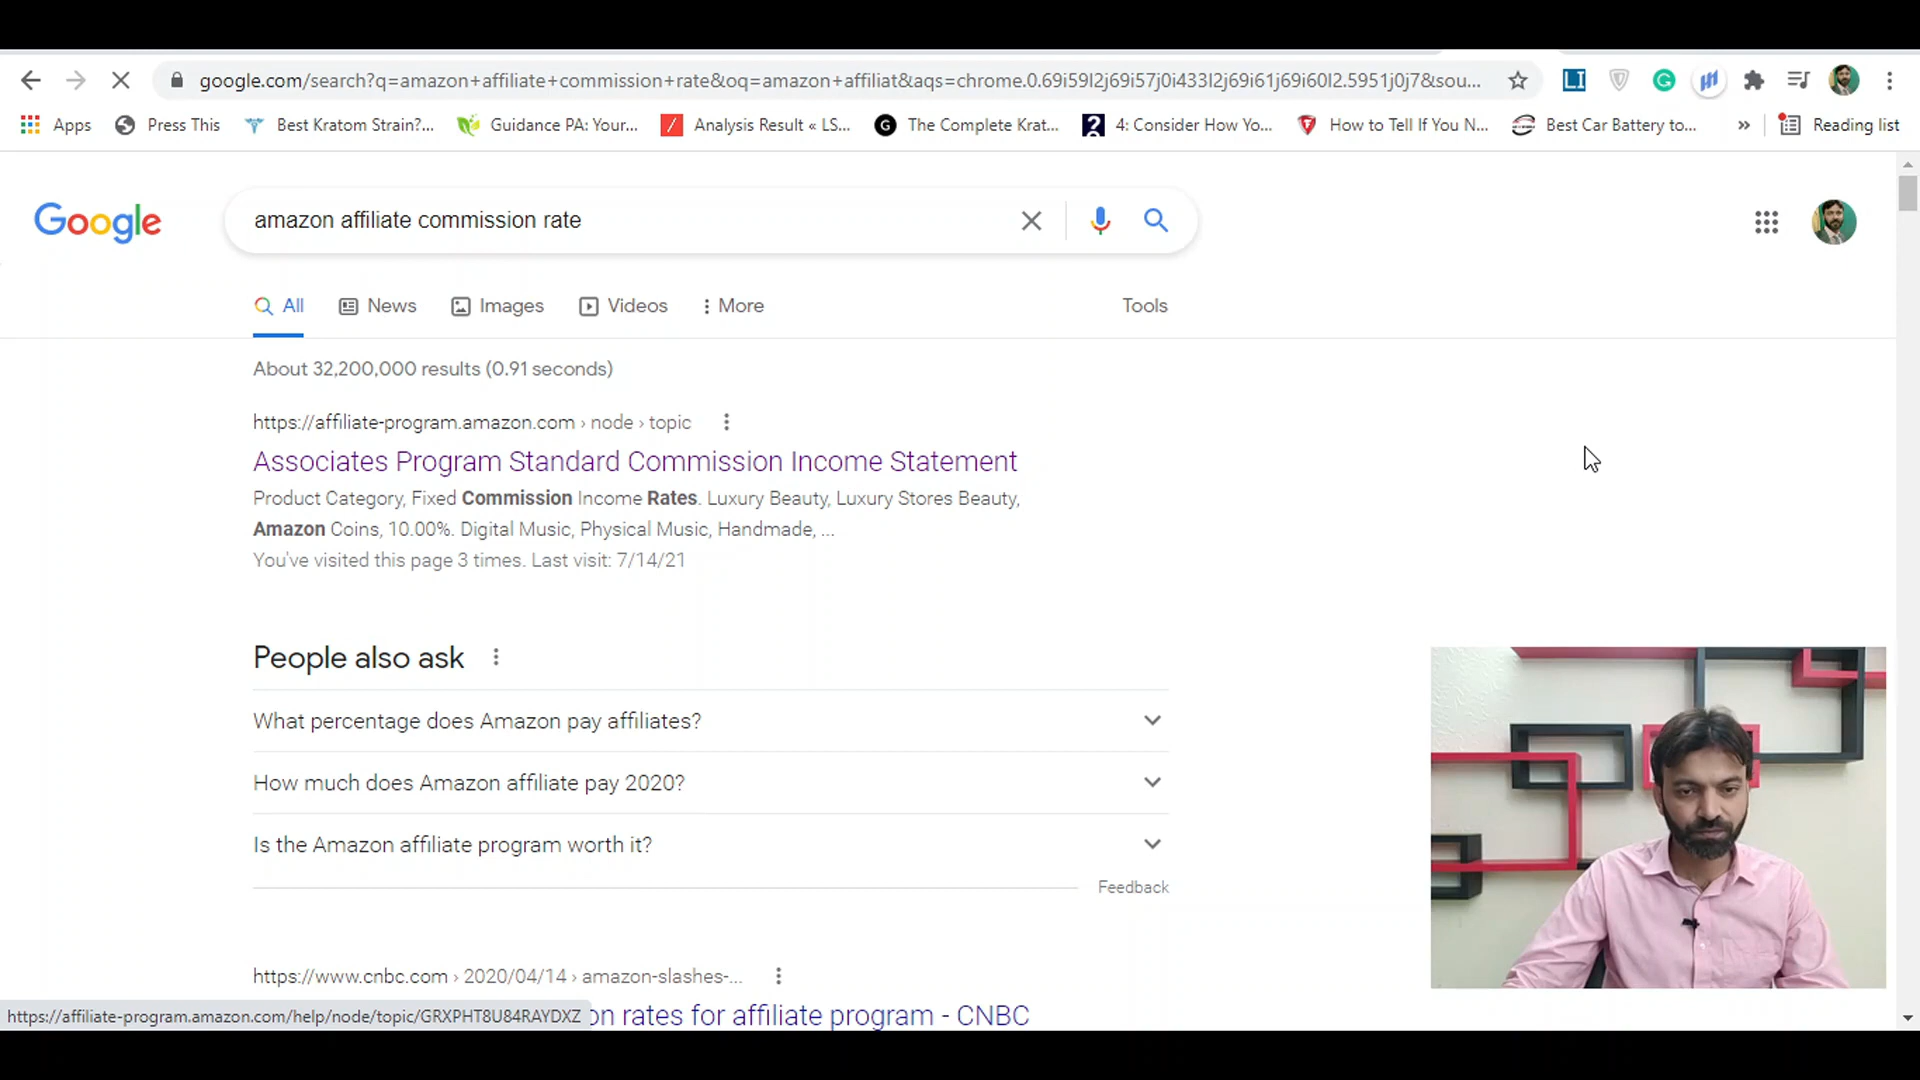 google.com/search?q=amazon+affiliate+commission+rate&oq=amazon+affiliat&aqs=chrome.0.69i59l2j69i57j0i433l2j69i61j69i60l2.5951j0j7&sou...
Apps Press This Best Kratom Strain?... Guidance PA: Your... Analysis Result « LS... The Complete Krat... 4: Consider How Yo... How to Tell If You N... Best Car Battery to... » Reading list
Google amazon affiliate commission rate
All News Images Videos More Tools
About 32,200,000 results (0.91 seconds)
https://affiliate-program.amazon.com › node › topic
Associates Program Standard Commission Income Statement
Product Category, Fixed Commission Income Rates. Luxury Beauty, Luxury Stores Beauty,
Amazon Coins, 10.00%. Digital Music, Physical Music, Handmade, ...
You've visited this page 3 times. Last visit: 7/14/21
People also ask
What percentage does Amazon pay affiliates?
How much does Amazon affiliate pay 2020?
Is the Amazon affiliate program worth it?
Feedback
https://www.cnbc.com › 2020/04/14 › amazon-slashes-...
on rates for affiliate program - CNBC
https://affiliate-program.amazon.com/help/node/topic/GRXPHT8U84RAYDXZ